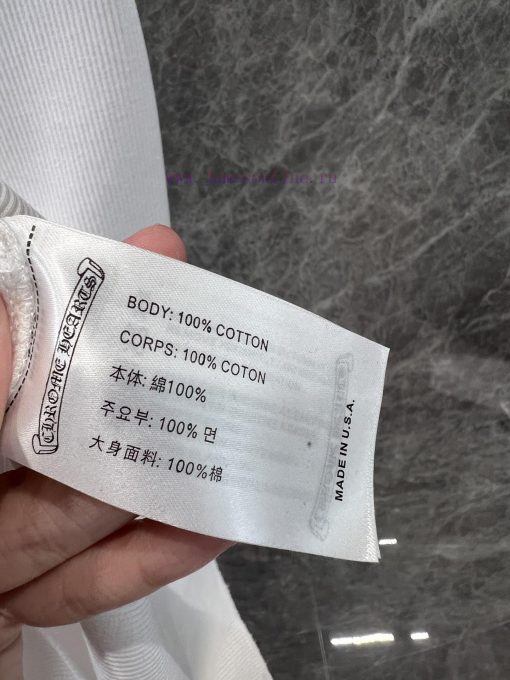 CHROME HEARTS
BODY: 100% COTTON
CORPS: 100% COTON
本体: 綿100%
주요부: 100% 면
大身面料: 100%棉
MADE IN U.S.A.